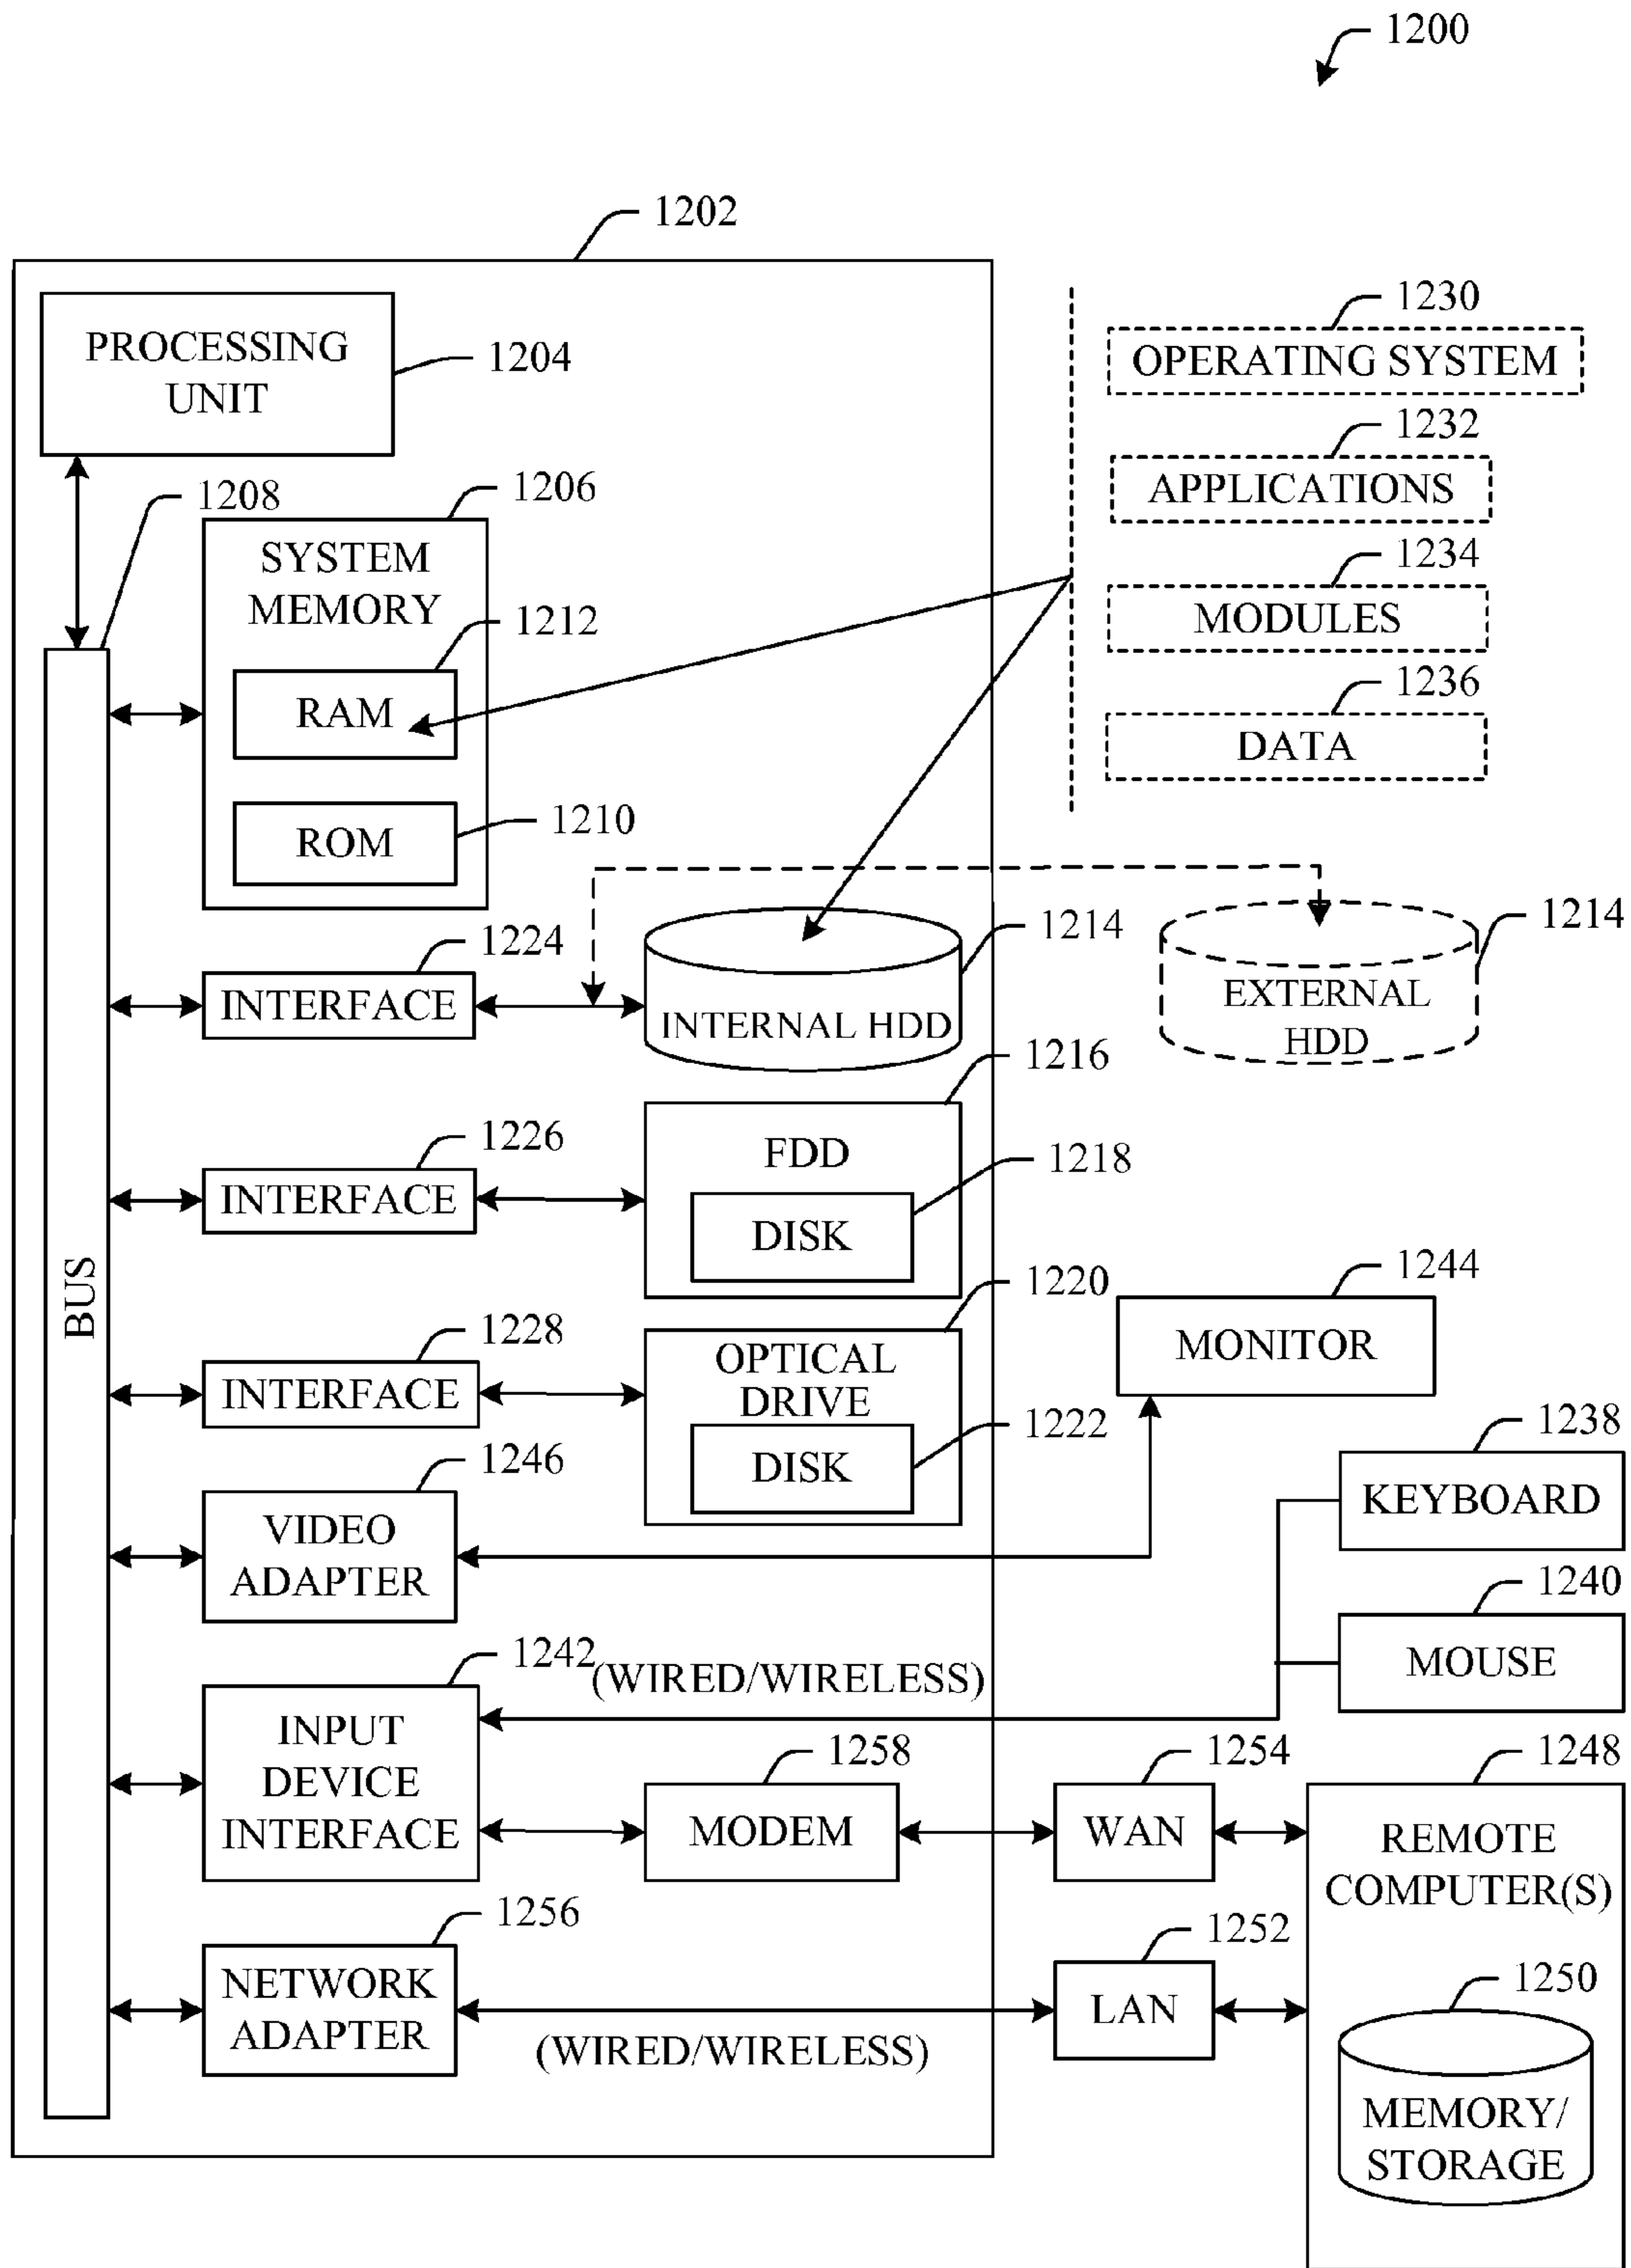 1200
1202
PROCESSING
UNIT
1204
1230
OPERATING SYSTEM
1232
APPLICATIONS
1234
MODULES
1236
DATA
1208
1206
SYSTEM
MEMORY
1212
RAM
1210
ROM
1224
INTERFACE
1214
INTERNAL HDD
1214
EXTERNAL
HDD
1216
FDD
1226
INTERFACE
1218
DISK
BUS
1220
OPTICAL
DRIVE
1228
INTERFACE
1222
DISK
1244
MONITOR
1246
VIDEO
ADAPTER
1238
KEYBOARD
1240
MOUSE
1242
(WIRED/WIRELESS)
INPUT
DEVICE
INTERFACE
1258
MODEM
1254
WAN
1248
REMOTE
COMPUTER(S)
1256
NETWORK
ADAPTER
(WIRED/WIRELESS)
1252
LAN
1250
MEMORY/
STORAGE